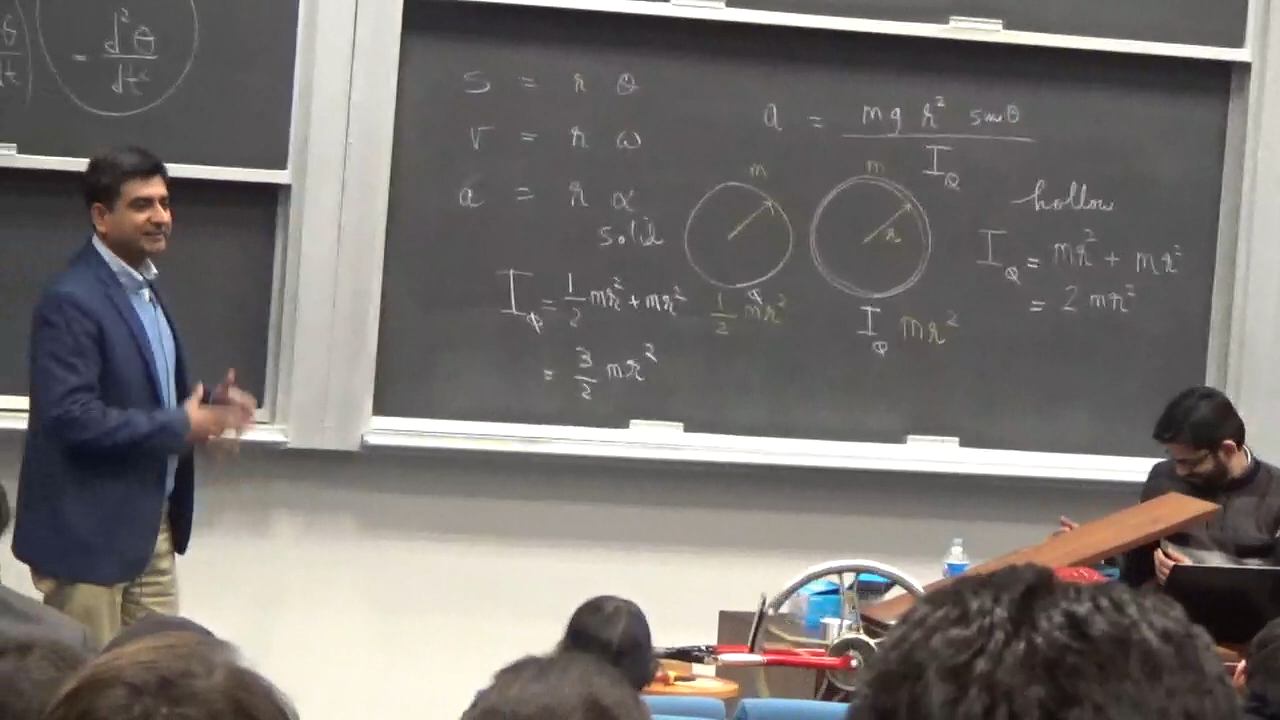 = d²θ/dt²
s = r θ
v = r ω
a = r α
a = mg r² sinθ / I_Q
m
m
r
solid
I_Q = 1/2 mr² + mr²
= 3/2 mr²
1/2 mr²
Q
I_Q mr²
hollow
I_Q = mr² + mr²
= 2 mr²